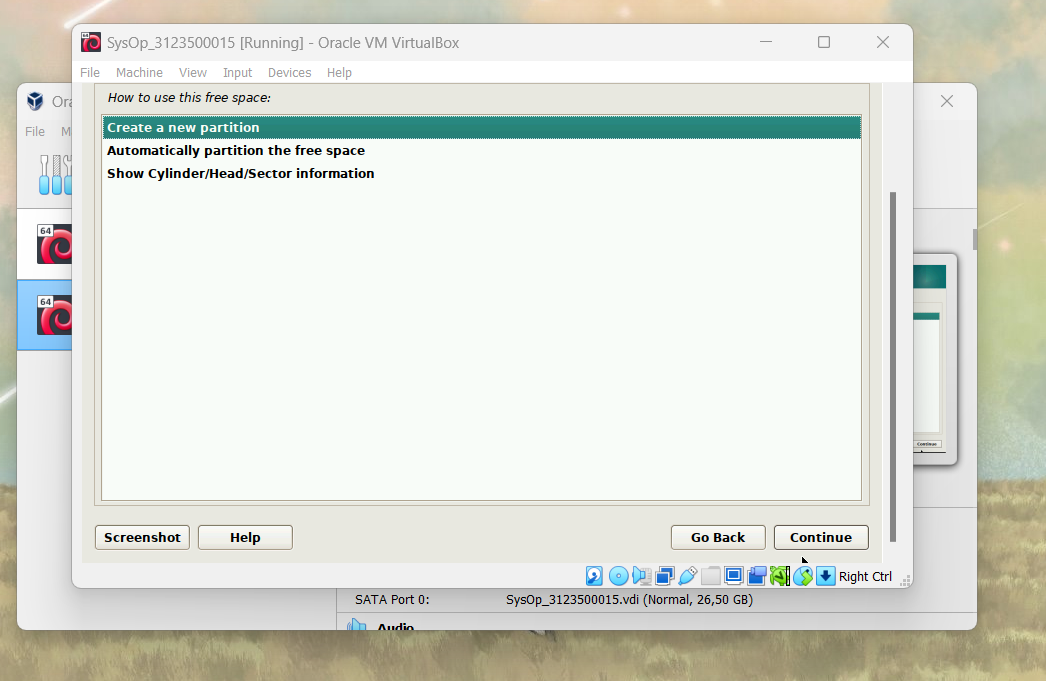 SysOp_3123500015 [Running] - Oracle VM VirtualBox
File Machine View Input Devices Help
Ora
File M
How to use this free space:
Create a new partition
Automatically partition the free space
Show Cylinder/Head/Sector information
64
64
Screenshot Help Go Back Continue
Continue
Right Ctrl
SATA Port 0: SysOp_3123500015.vdi (Normal, 26,50 GB)
Audio